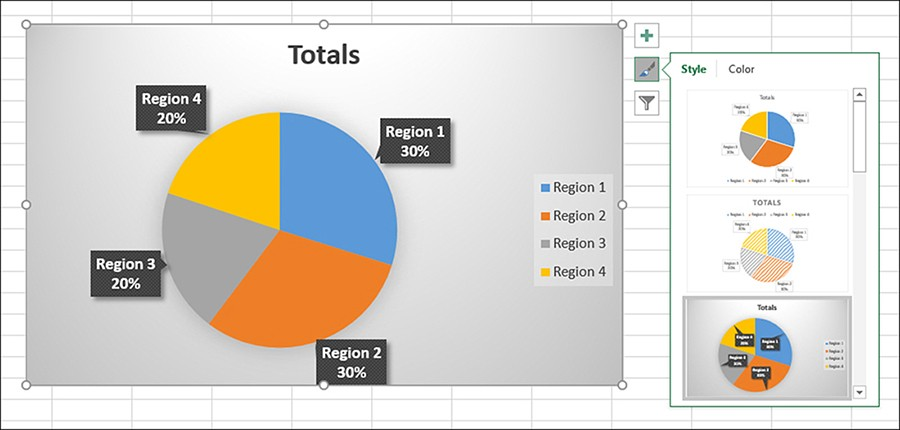 Totals
Region 4
20%
Region 1
30%
Region 3
20%
Region 2
30%
Region 1
Region 2
Region 3
Region 4
Style
Color
Totals
TOTALS
Totals